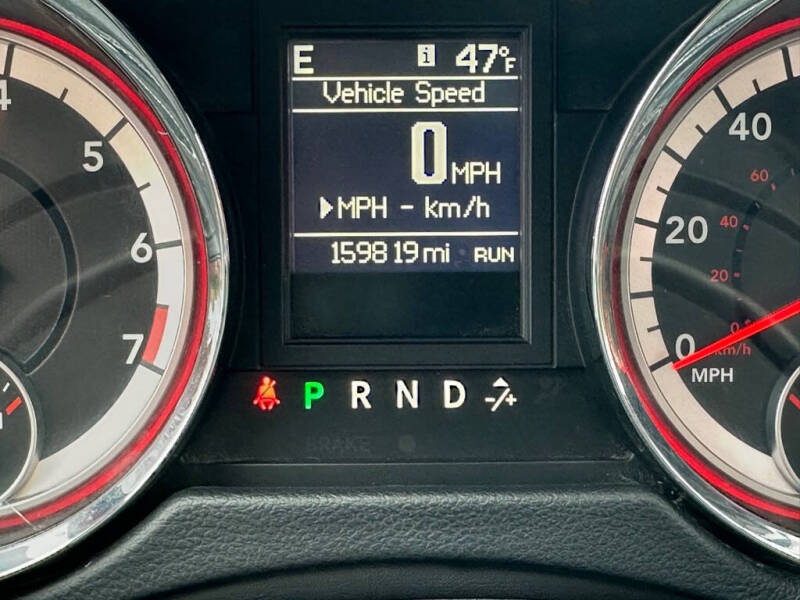 E i 47°F
Vehicle Speed
0 MPH
MPH - km/h
159819 mi RUN
P R N D -/+
BRAKE
4
5
6
7
40
20
0
MPH
60
40
20
0
km/h